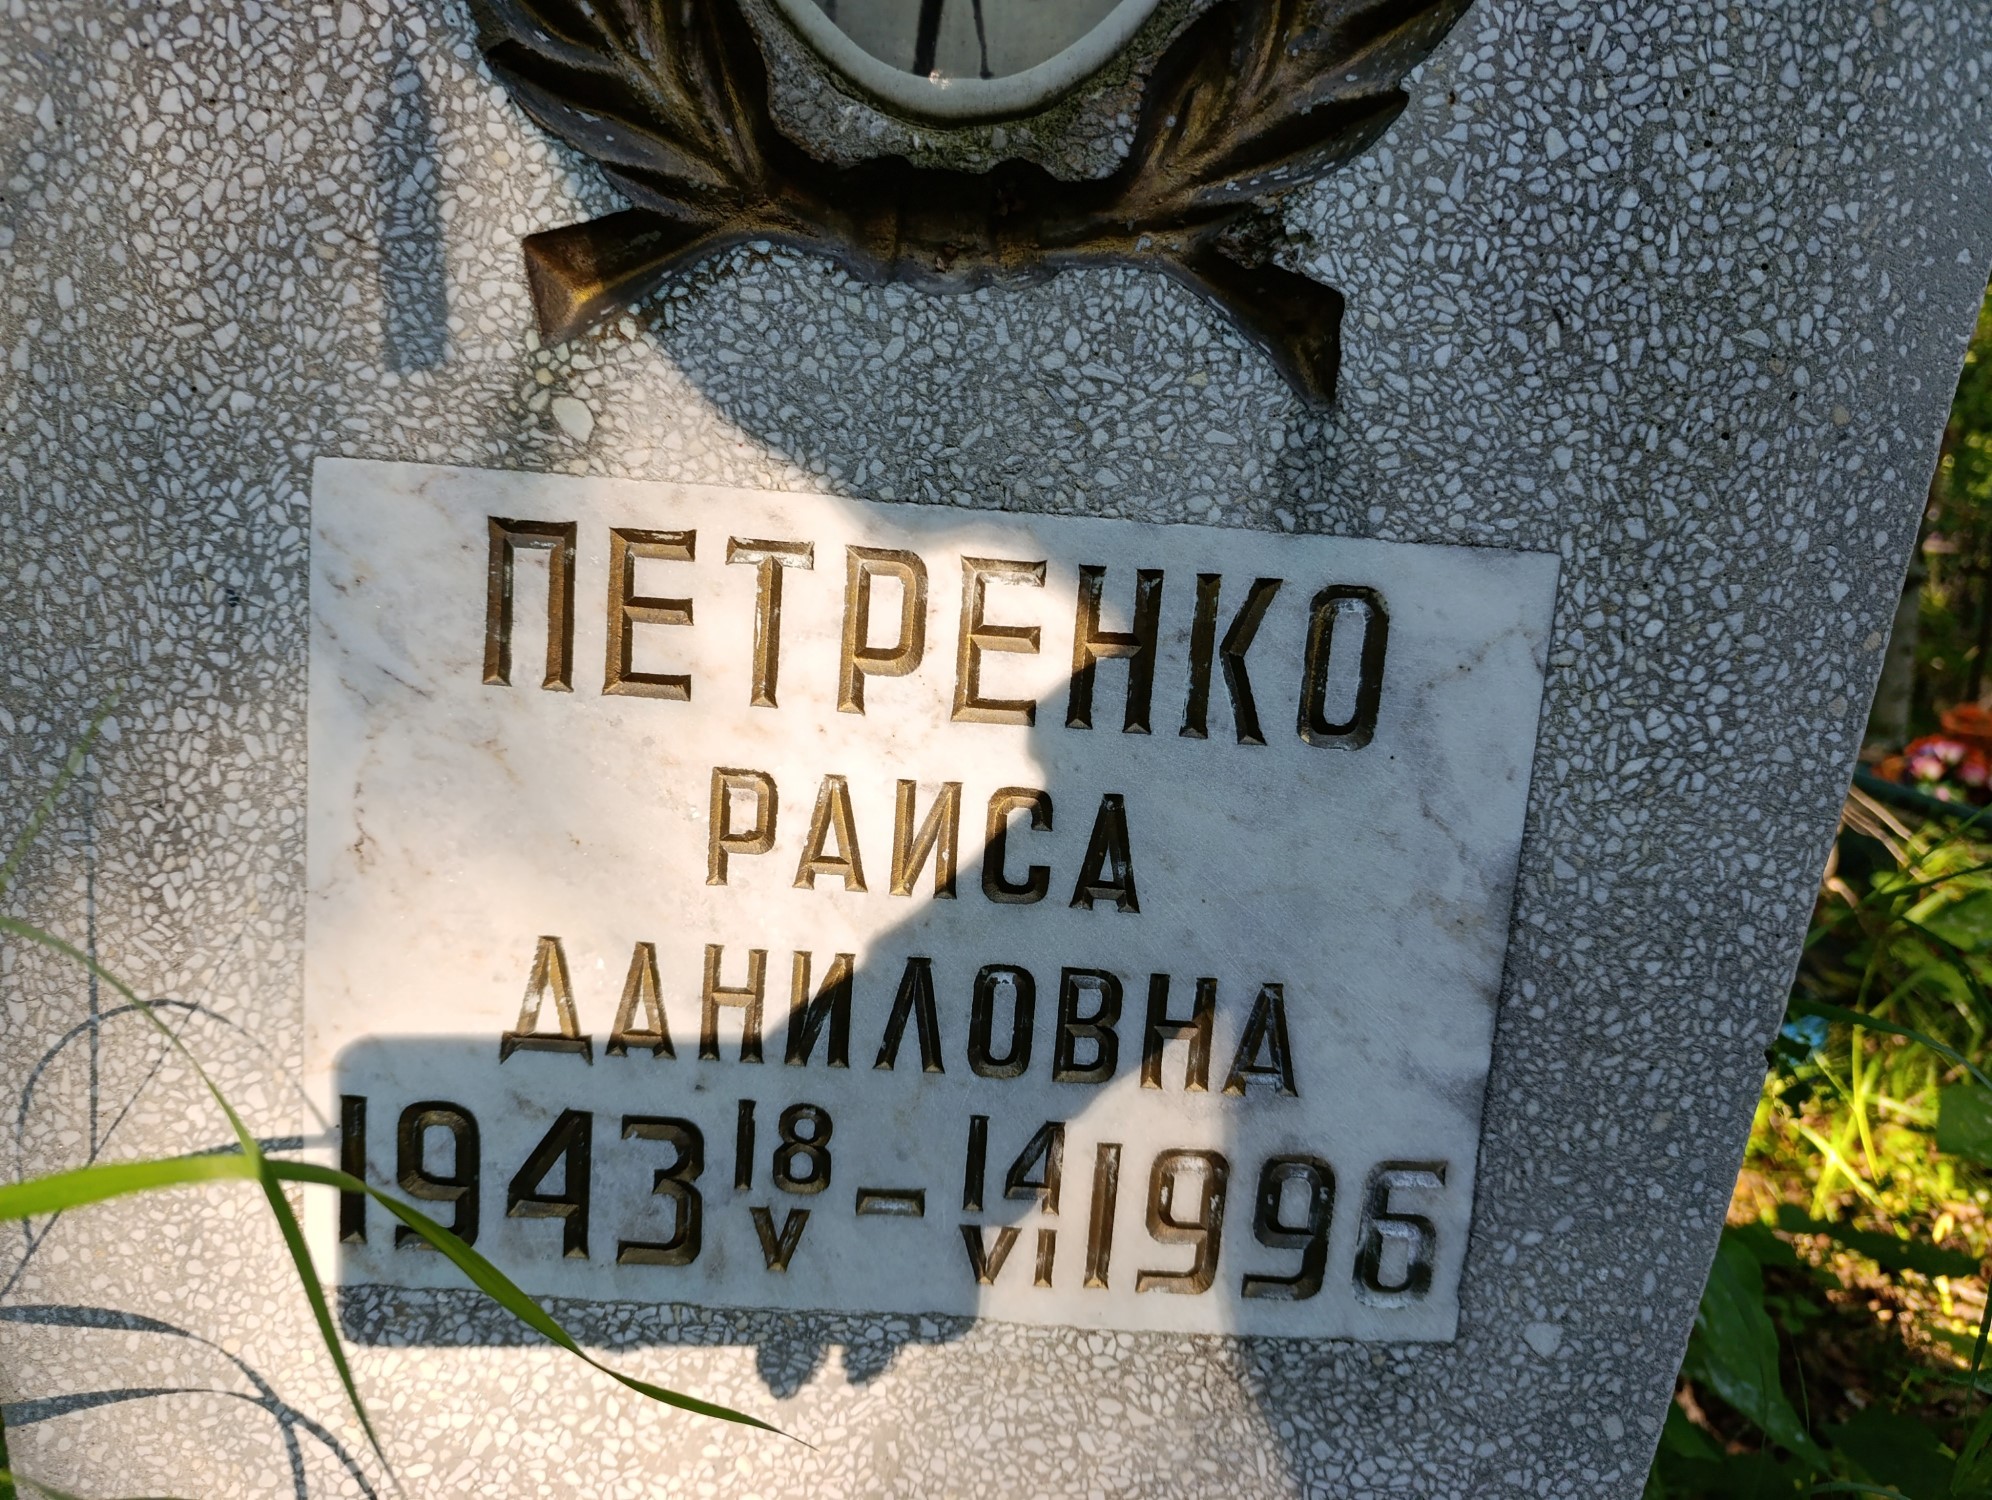 ПЕТРЕНКО
РАИСА
ДАНИЛОВНА
1943 18/V – 14/VI 1996